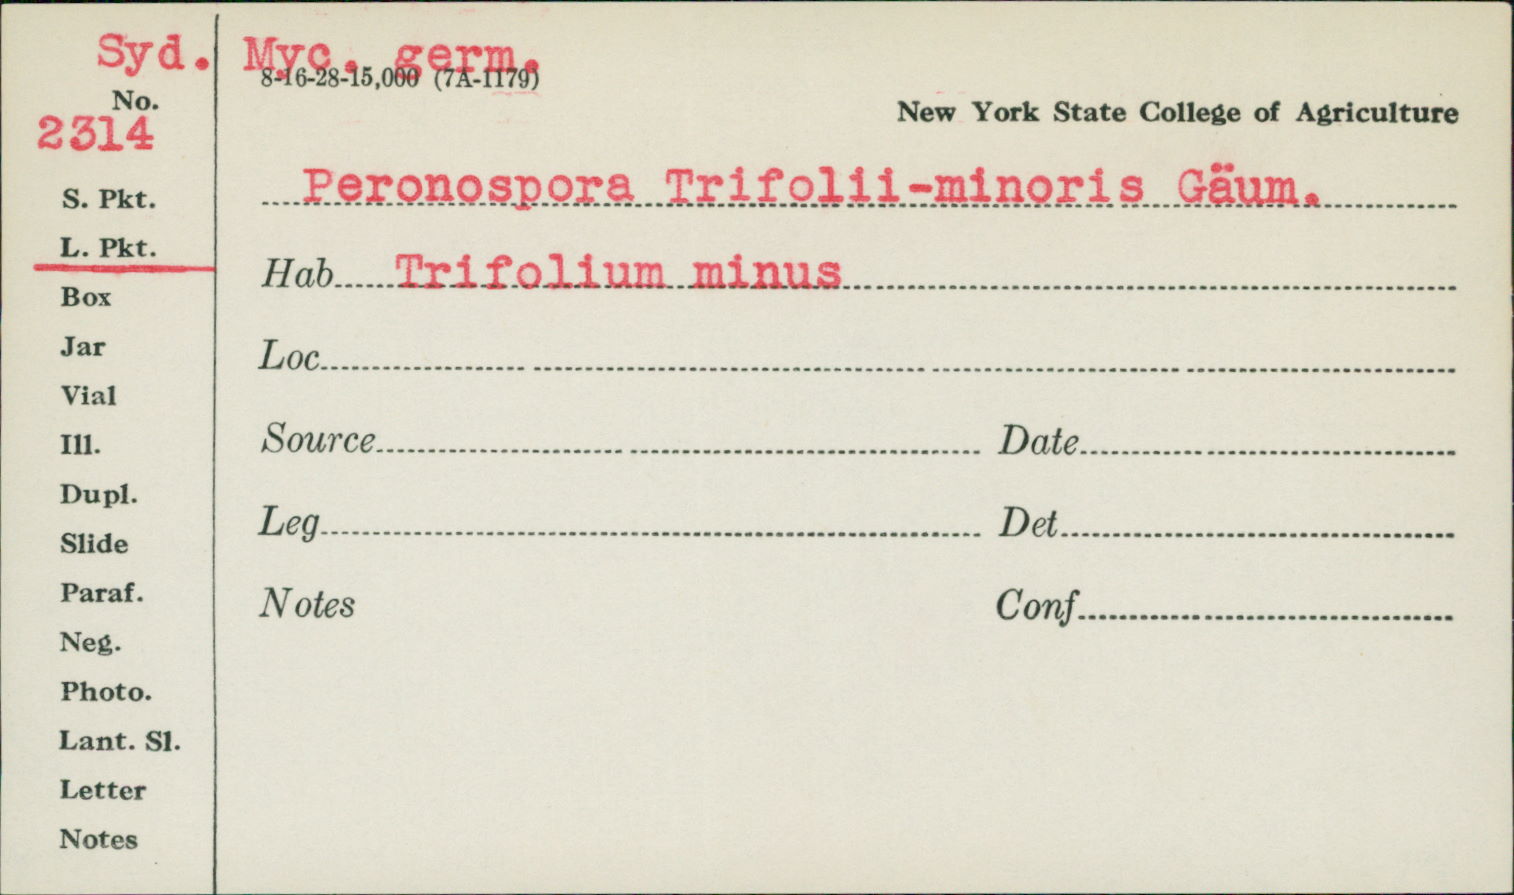 Syd. Myc. germ.
8-16-28-15,000 (7A-1179)
No.
2314
New York State College of Agriculture
S. Pkt.
Peronospora Trifolii-minoris Gäum.
L. Pkt.
Hab Trifolium minus
Box
Jar
Loc
Vial
Ill.
Source Date
Dupl.
Slide
Leg Det
Paraf.
Notes Conf
Neg.
Photo.
Lant. Sl.
Letter
Notes